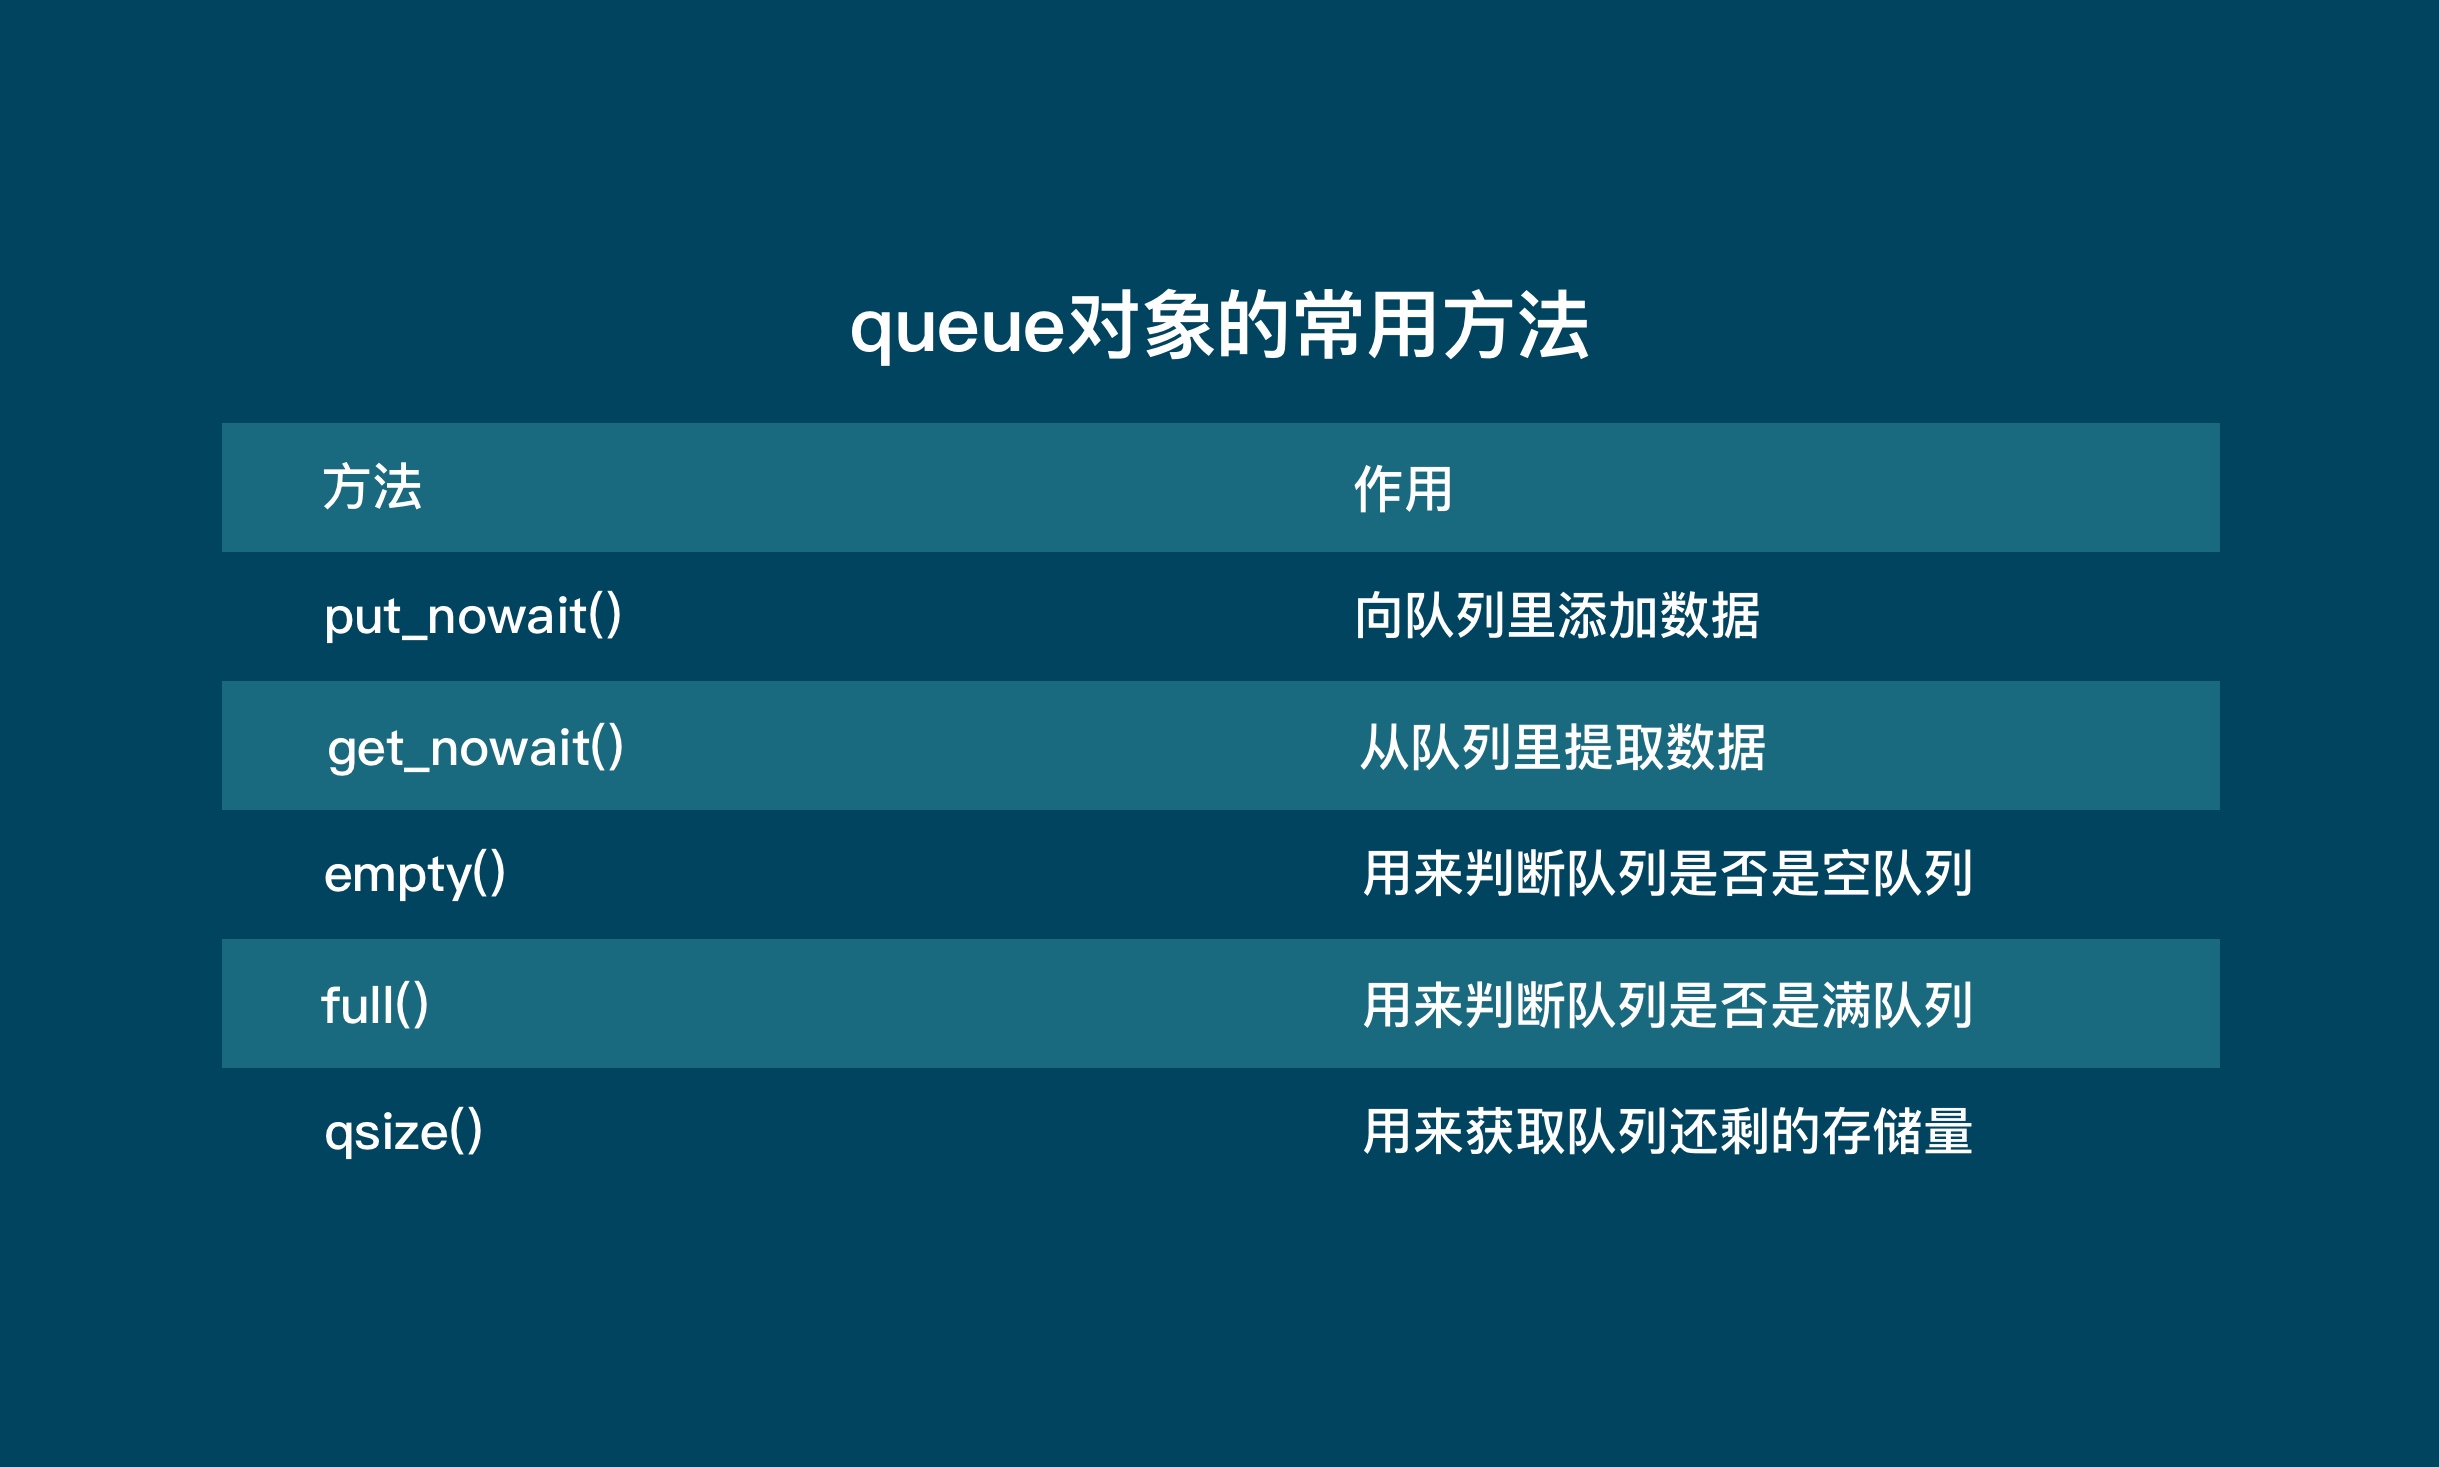 queue对象的常用方法
方法 作用
put_nowait() 向队列里添加数据
get_nowait() 从队列里提取数据
empty() 用来判断队列是否是空队列
full() 用来判断队列是否是满队列
qsize() 用来获取队列还剩的存储量